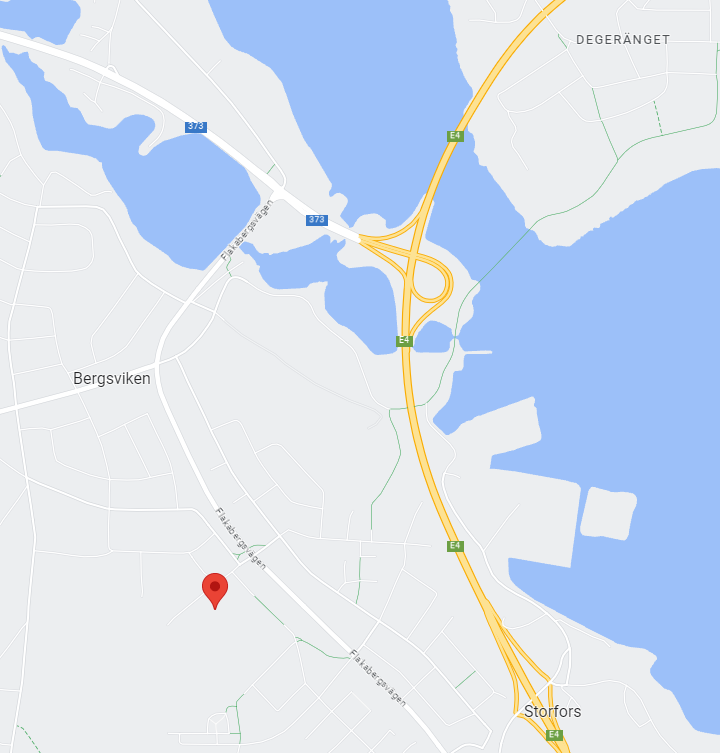 DEGERÄNGET
373
E4
Flakabergsvägen
373
E4
Bergsviken
Flakabergsvägen
E4
Flakabergsvägen
Storfors
E4